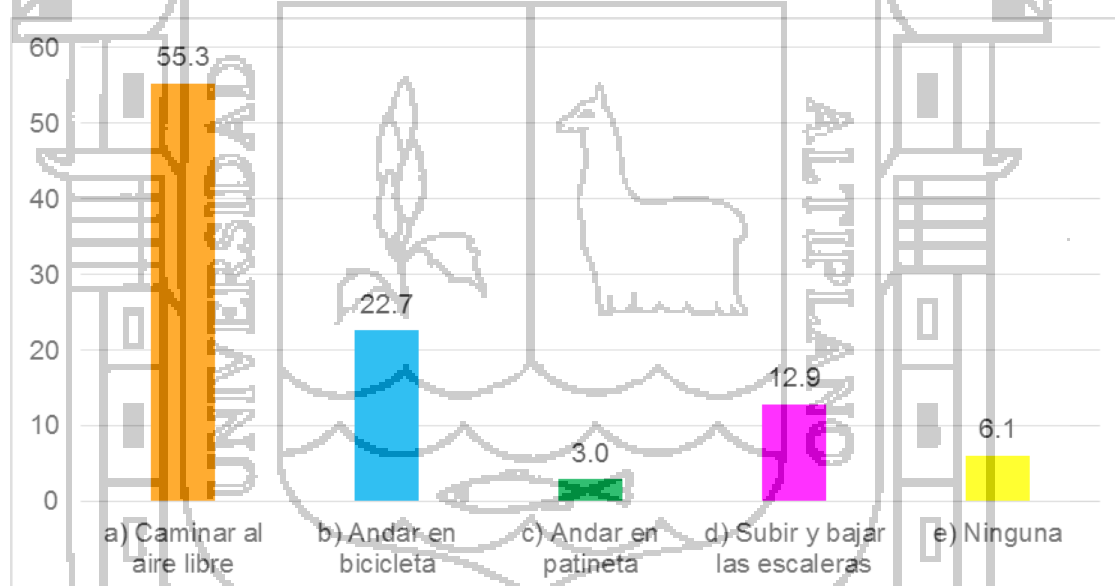 60
50
40
30
20
10
0
55.3
22.7
3.0
12.9
6.1
a) Caminar al
aire libre
b) Andar en
bicicleta
c) Andar en
patineta
d) Subir y bajar
las escaleras
e) Ninguna
UNIVERSIDAD
ALTIPLANO